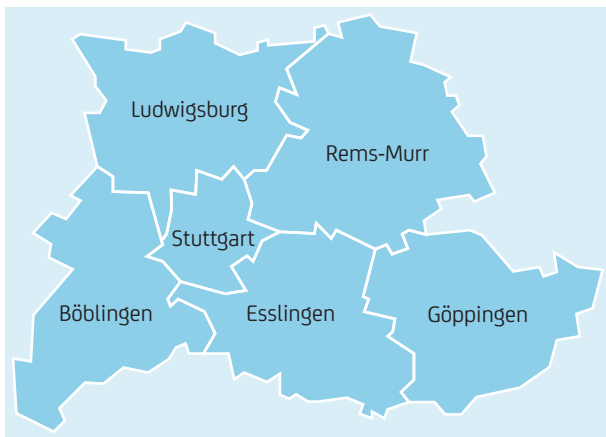 Ludwigsburg
Rems-Murr
Stuttgart
Böblingen
Esslingen
Göppingen